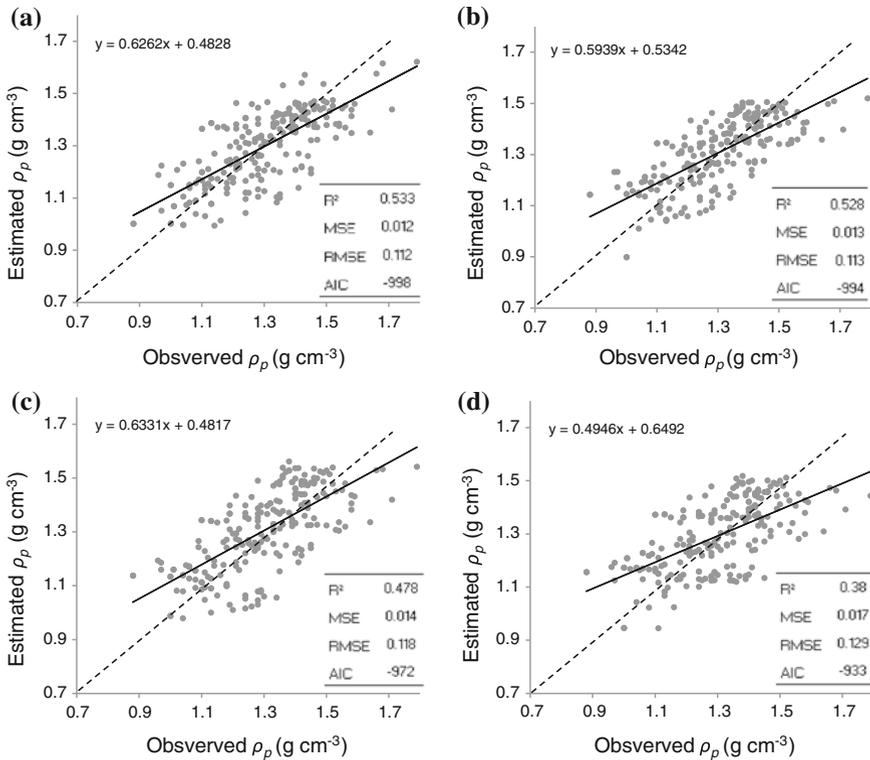 (a)
y = 0.6262x + 0.4828
Estimated ρp (g cm⁻³)
1.7
1.5
1.3
1.1
0.9
0.7
R² 0.533
MSE 0.012
RMSE 0.112
AIC -998
0.7 0.9 1.1 1.3 1.5 1.7
Obsverved ρp (g cm⁻³)
(b)
y = 0.5939x + 0.5342
Estimated ρp (g cm⁻³)
1.7
1.5
1.3
1.1
0.9
0.7
R² 0.528
MSE 0.013
RMSE 0.113
AIC -994
0.7 0.9 1.1 1.3 1.5 1.7
Obsverved ρp (g cm⁻³)
(c)
y = 0.6331x + 0.4817
Estimated ρp (g cm⁻³)
1.7
1.5
1.3
1.1
0.9
0.7
R² 0.478
MSE 0.014
RMSE 0.118
AIC -972
0.7 0.9 1.1 1.3 1.5 1.7
Obsverved ρp (g cm⁻³)
(d)
y = 0.4946x + 0.6492
Estimated ρp (g cm⁻³)
1.7
1.5
1.3
1.1
0.9
0.7
R² 0.38
MSE 0.017
RMSE 0.129
AIC -933
0.7 0.9 1.1 1.3 1.5 1.7
Obsverved ρp (g cm⁻³)